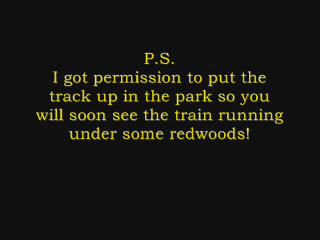 P.S.
I got permission to put the
track up in the park so you
will soon see the train running
under some redwoods!